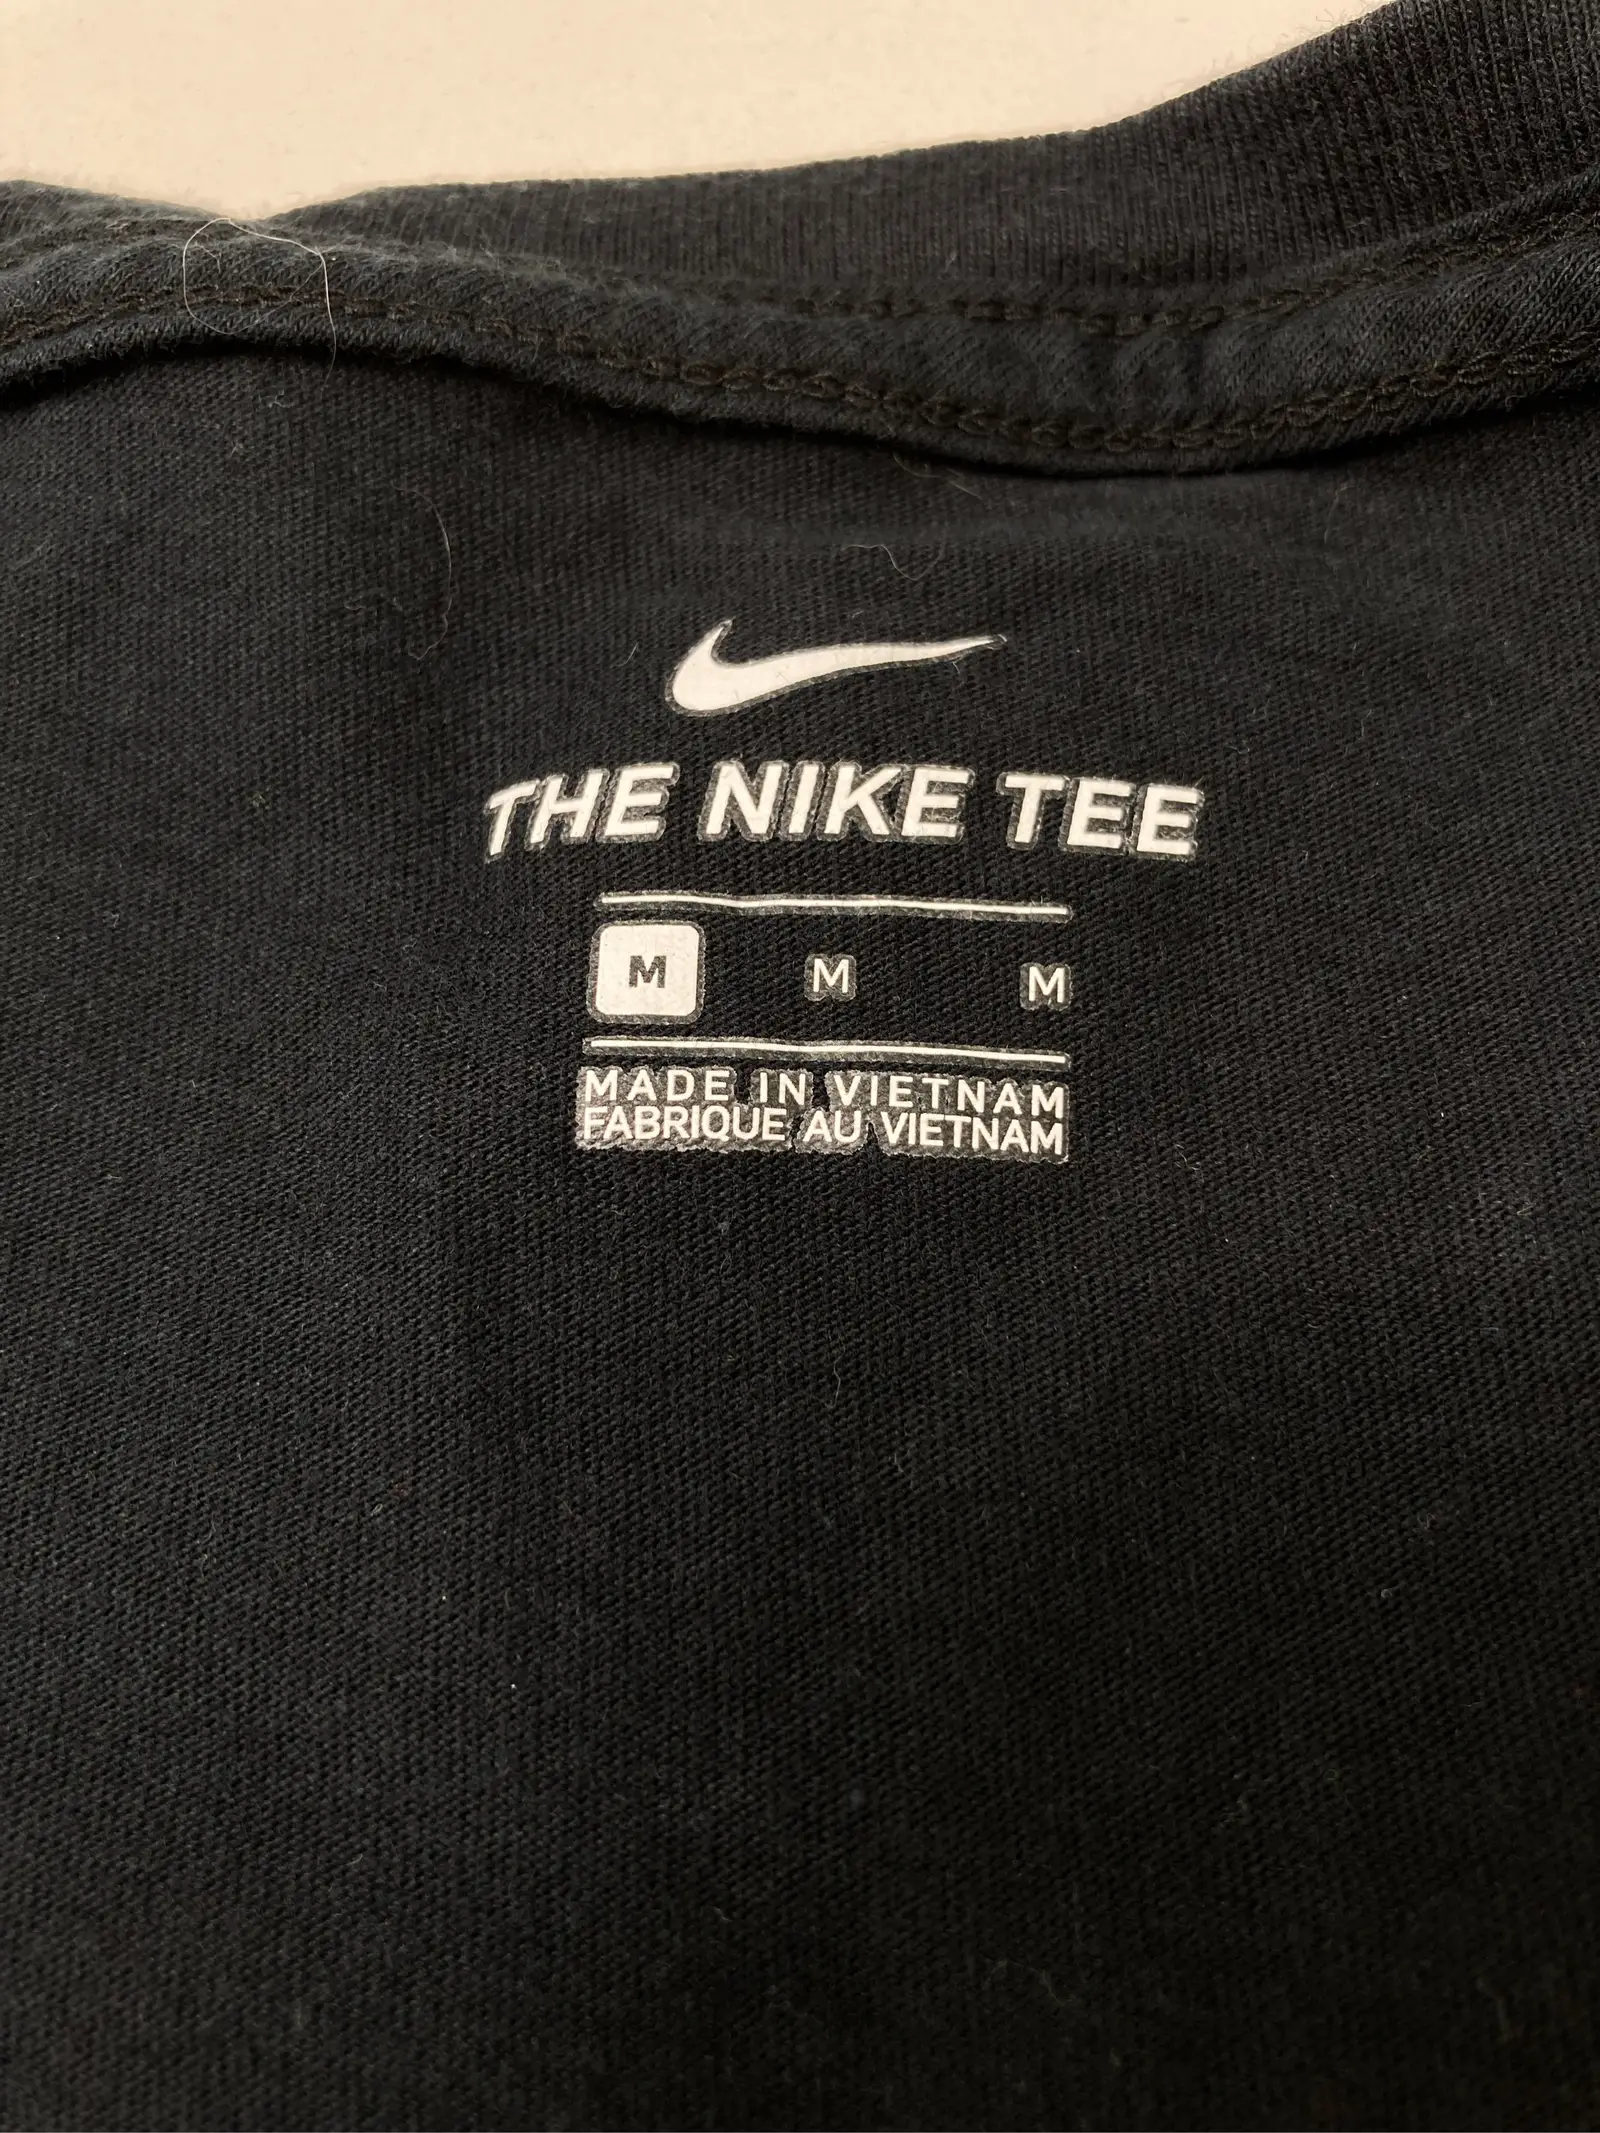 THE NIKE TEE
M M M
MADE IN VIETNAM
FABRIQUE AU VIETNAM